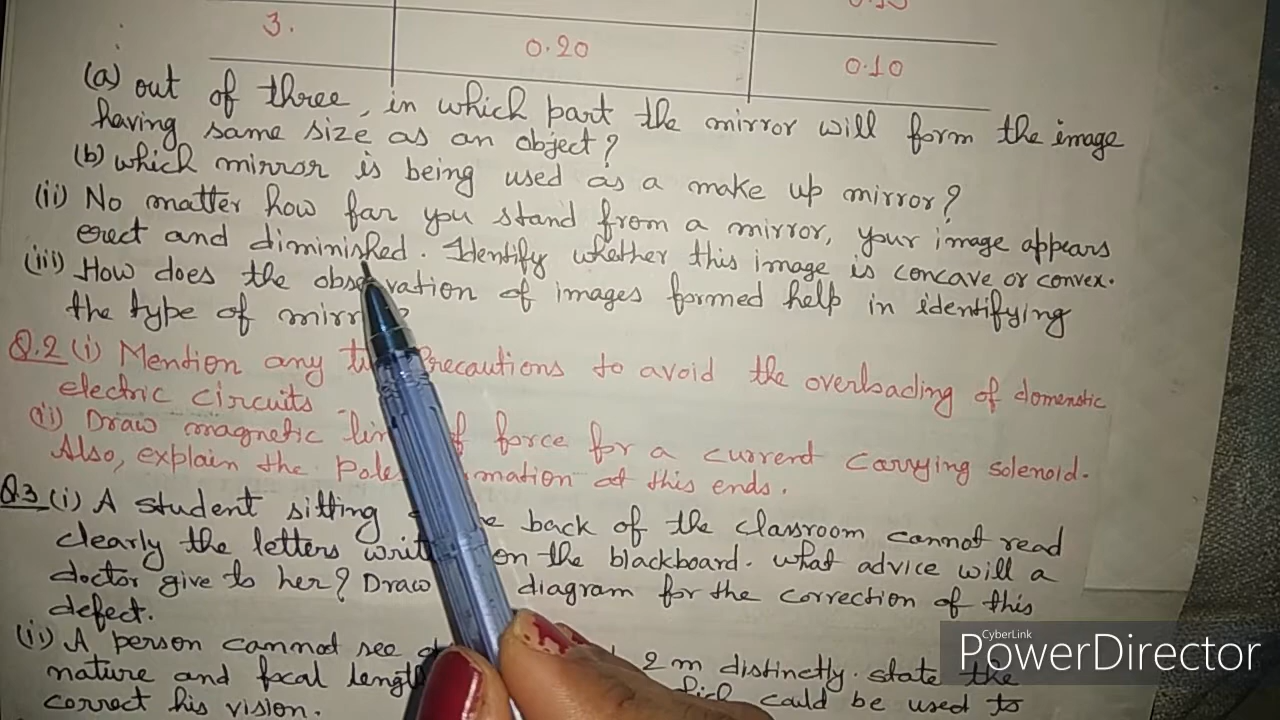 3.
0.20
0.10
(a) out of three, in which part the mirror will form the image
having same size as an object?
(b) which mirror is being used as a make up mirror?
(ii) No matter how far you stand from a mirror, your image appears
erect and diminished. Identify whether this image is concave or convex.
(iii) How does the observation of images formed help in identifying
the type of mirr
Q.2 (i) Mention any Precautions to avoid the overloading of domenstic
electric circuits
(ii) Draw magnetic of force for a current carrying solenoid.
Also, explain the Poles at this ends.
Q3 (i) A student sitting back of the classroom cannot read
clearly the letters on the blackboard. what advice will a
doctor give to her? Draw diagram for the correction of this
defect.
(ii) A person cannot see 2m distinctly. state the
nature and focal could be used to
correct his vision.
CyberLink
PowerDirector